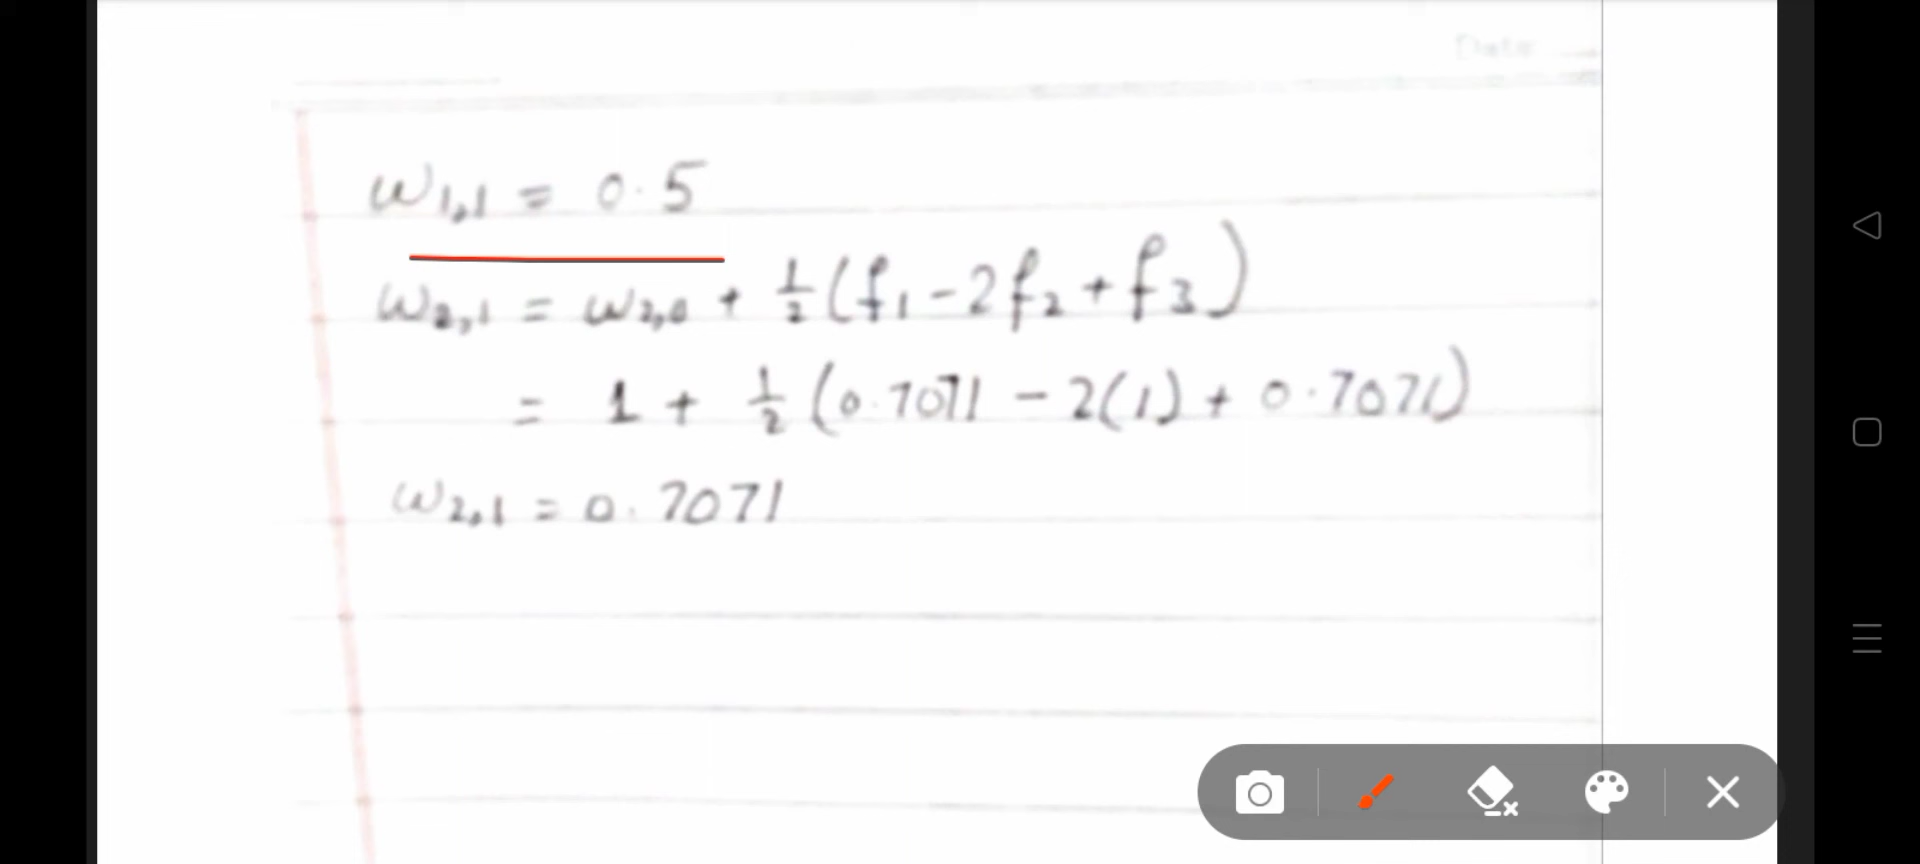 Date
w₁,₁ = 0.5
w₂,₁ = w₂,₀ + ½(f₁ - 2f₂ + f₃)
= 1 + ½(0.7071 - 2(1) + 0.7071)
w₂,₁ = 0.7071